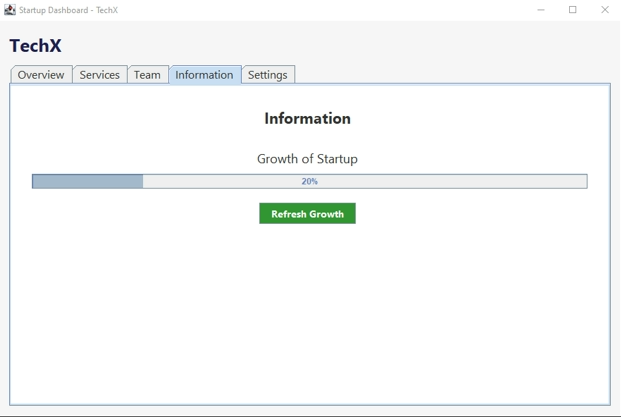 Startup Dashboard - TechX
TechX
Overview Services Team Information Settings
Information
Growth of Startup
20%
Refresh Growth